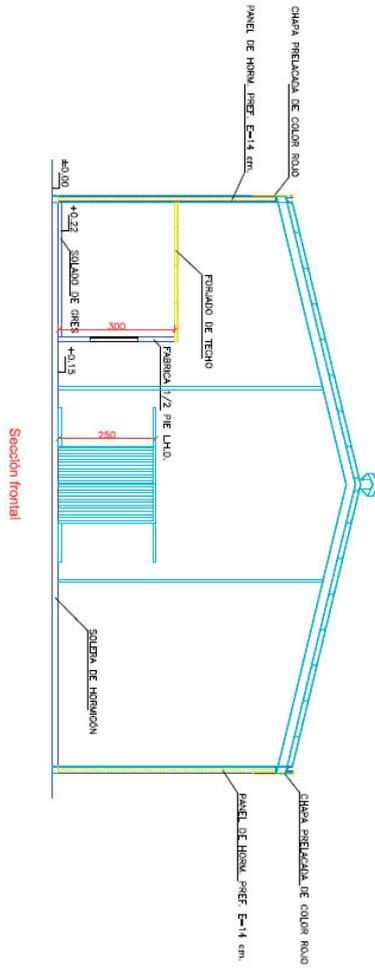 CHAPA PRELACADA DE COLOR ROJO
PANEL DE HORM. PREF. E=14 cm.
CHAPA PRELACADA DE COLOR ROJO
PANEL DE HORM. PREF. E=14 cm.
FORJADO DE TECHO
FABRICA 1/2 PIE L.H.D.
300
250
+0.22
SOLADO DE GRES
+0.15
±0.00
SOLERA DE HORMIGÓN
Sección frontal